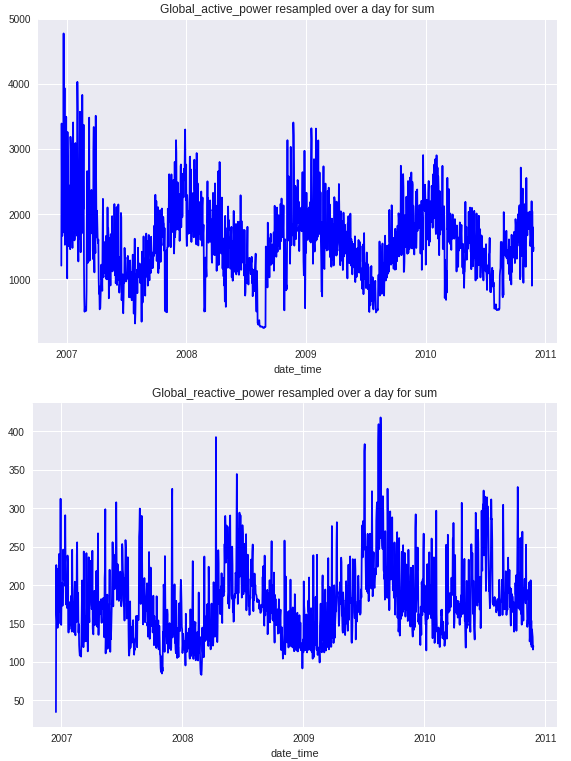 Global_active_power resampled over a day for sum
5000
4000
3000
2000
1000
2007 2008 2009 2010 2011
date_time
Global_reactive_power resampled over a day for sum
400
350
300
250
200
150
100
50
2007 2008 2009 2010 2011
date_time